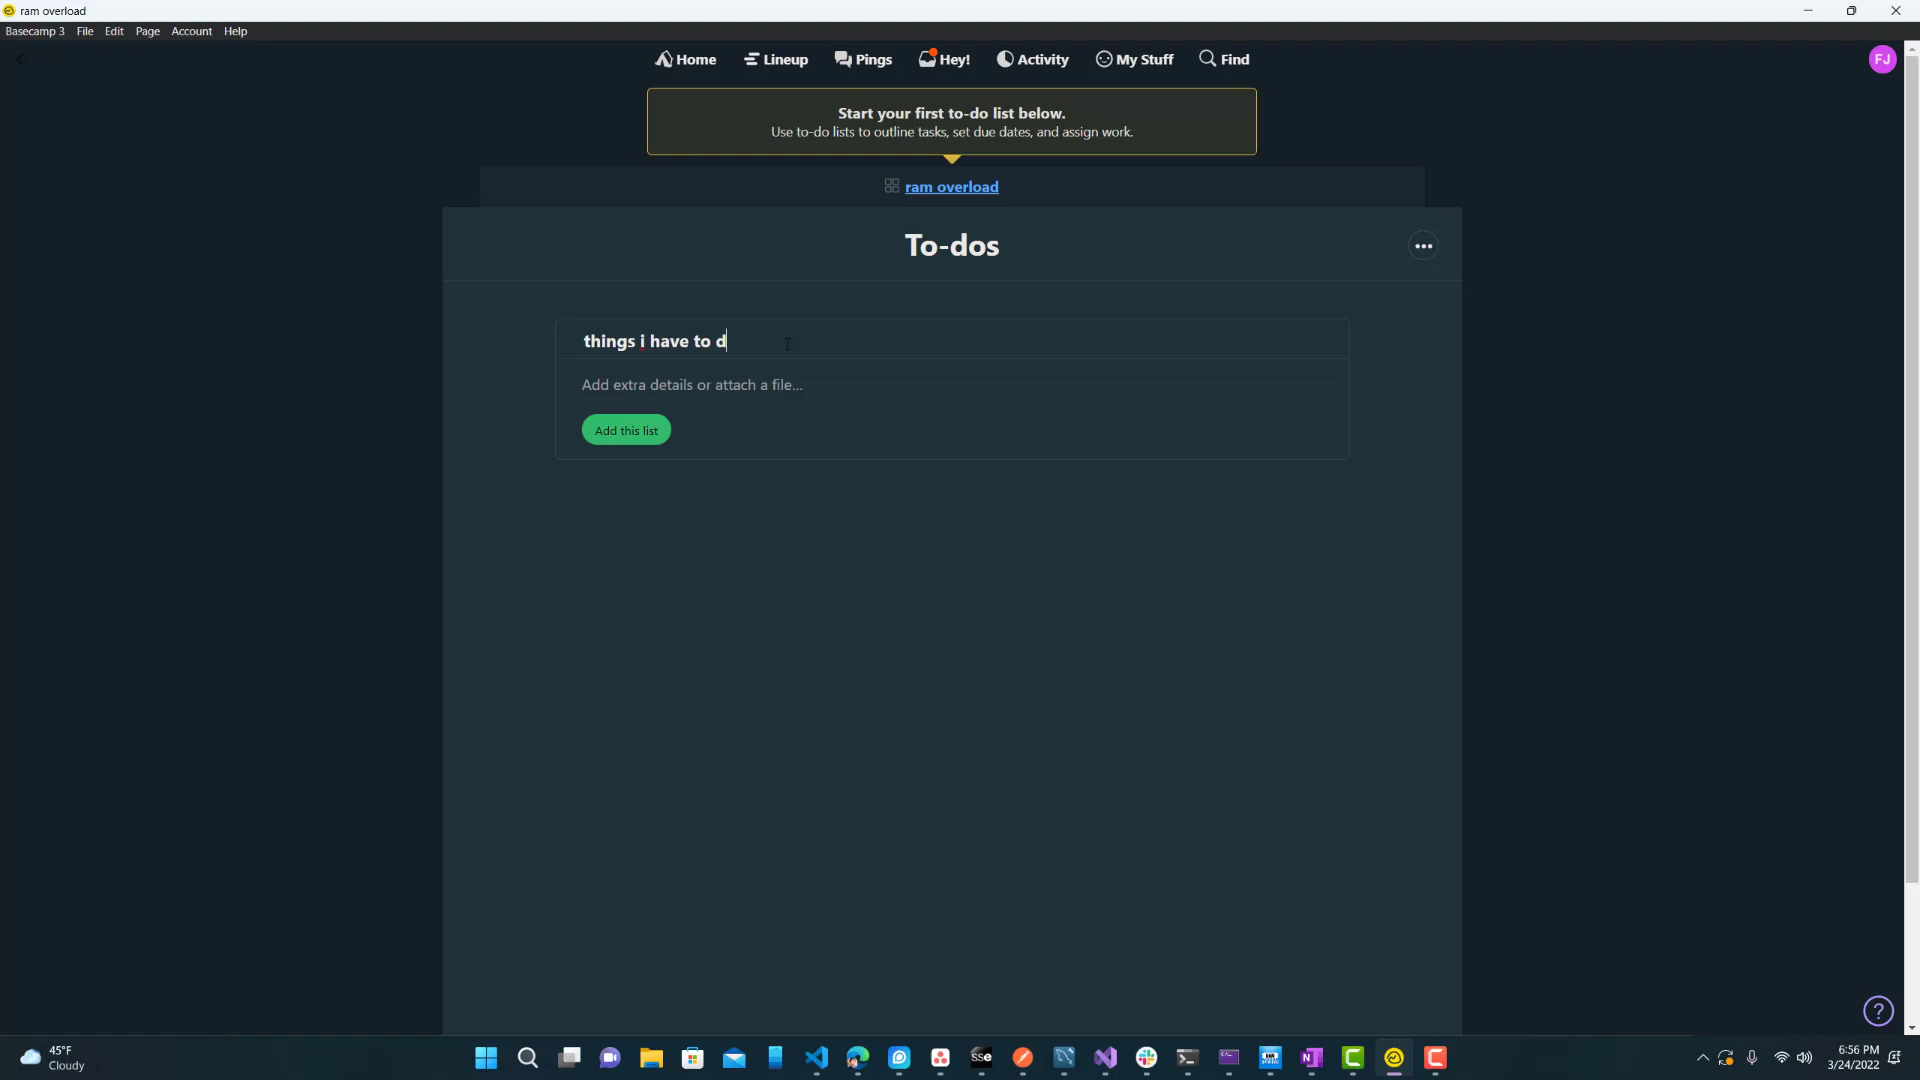 ram overload
Basecamp 3 File Edit Page Account Help
Home Lineup Pings Hey! Activity My Stuff Find
FJ
Start your first to-do list below.
Use to-do lists to outline tasks, set due dates, and assign work.
ram overload
To-dos
things i have to d
Add extra details or attach a file...
Add this list
?
45°F
Cloudy
SSE
N
6:56 PM
3/24/2022